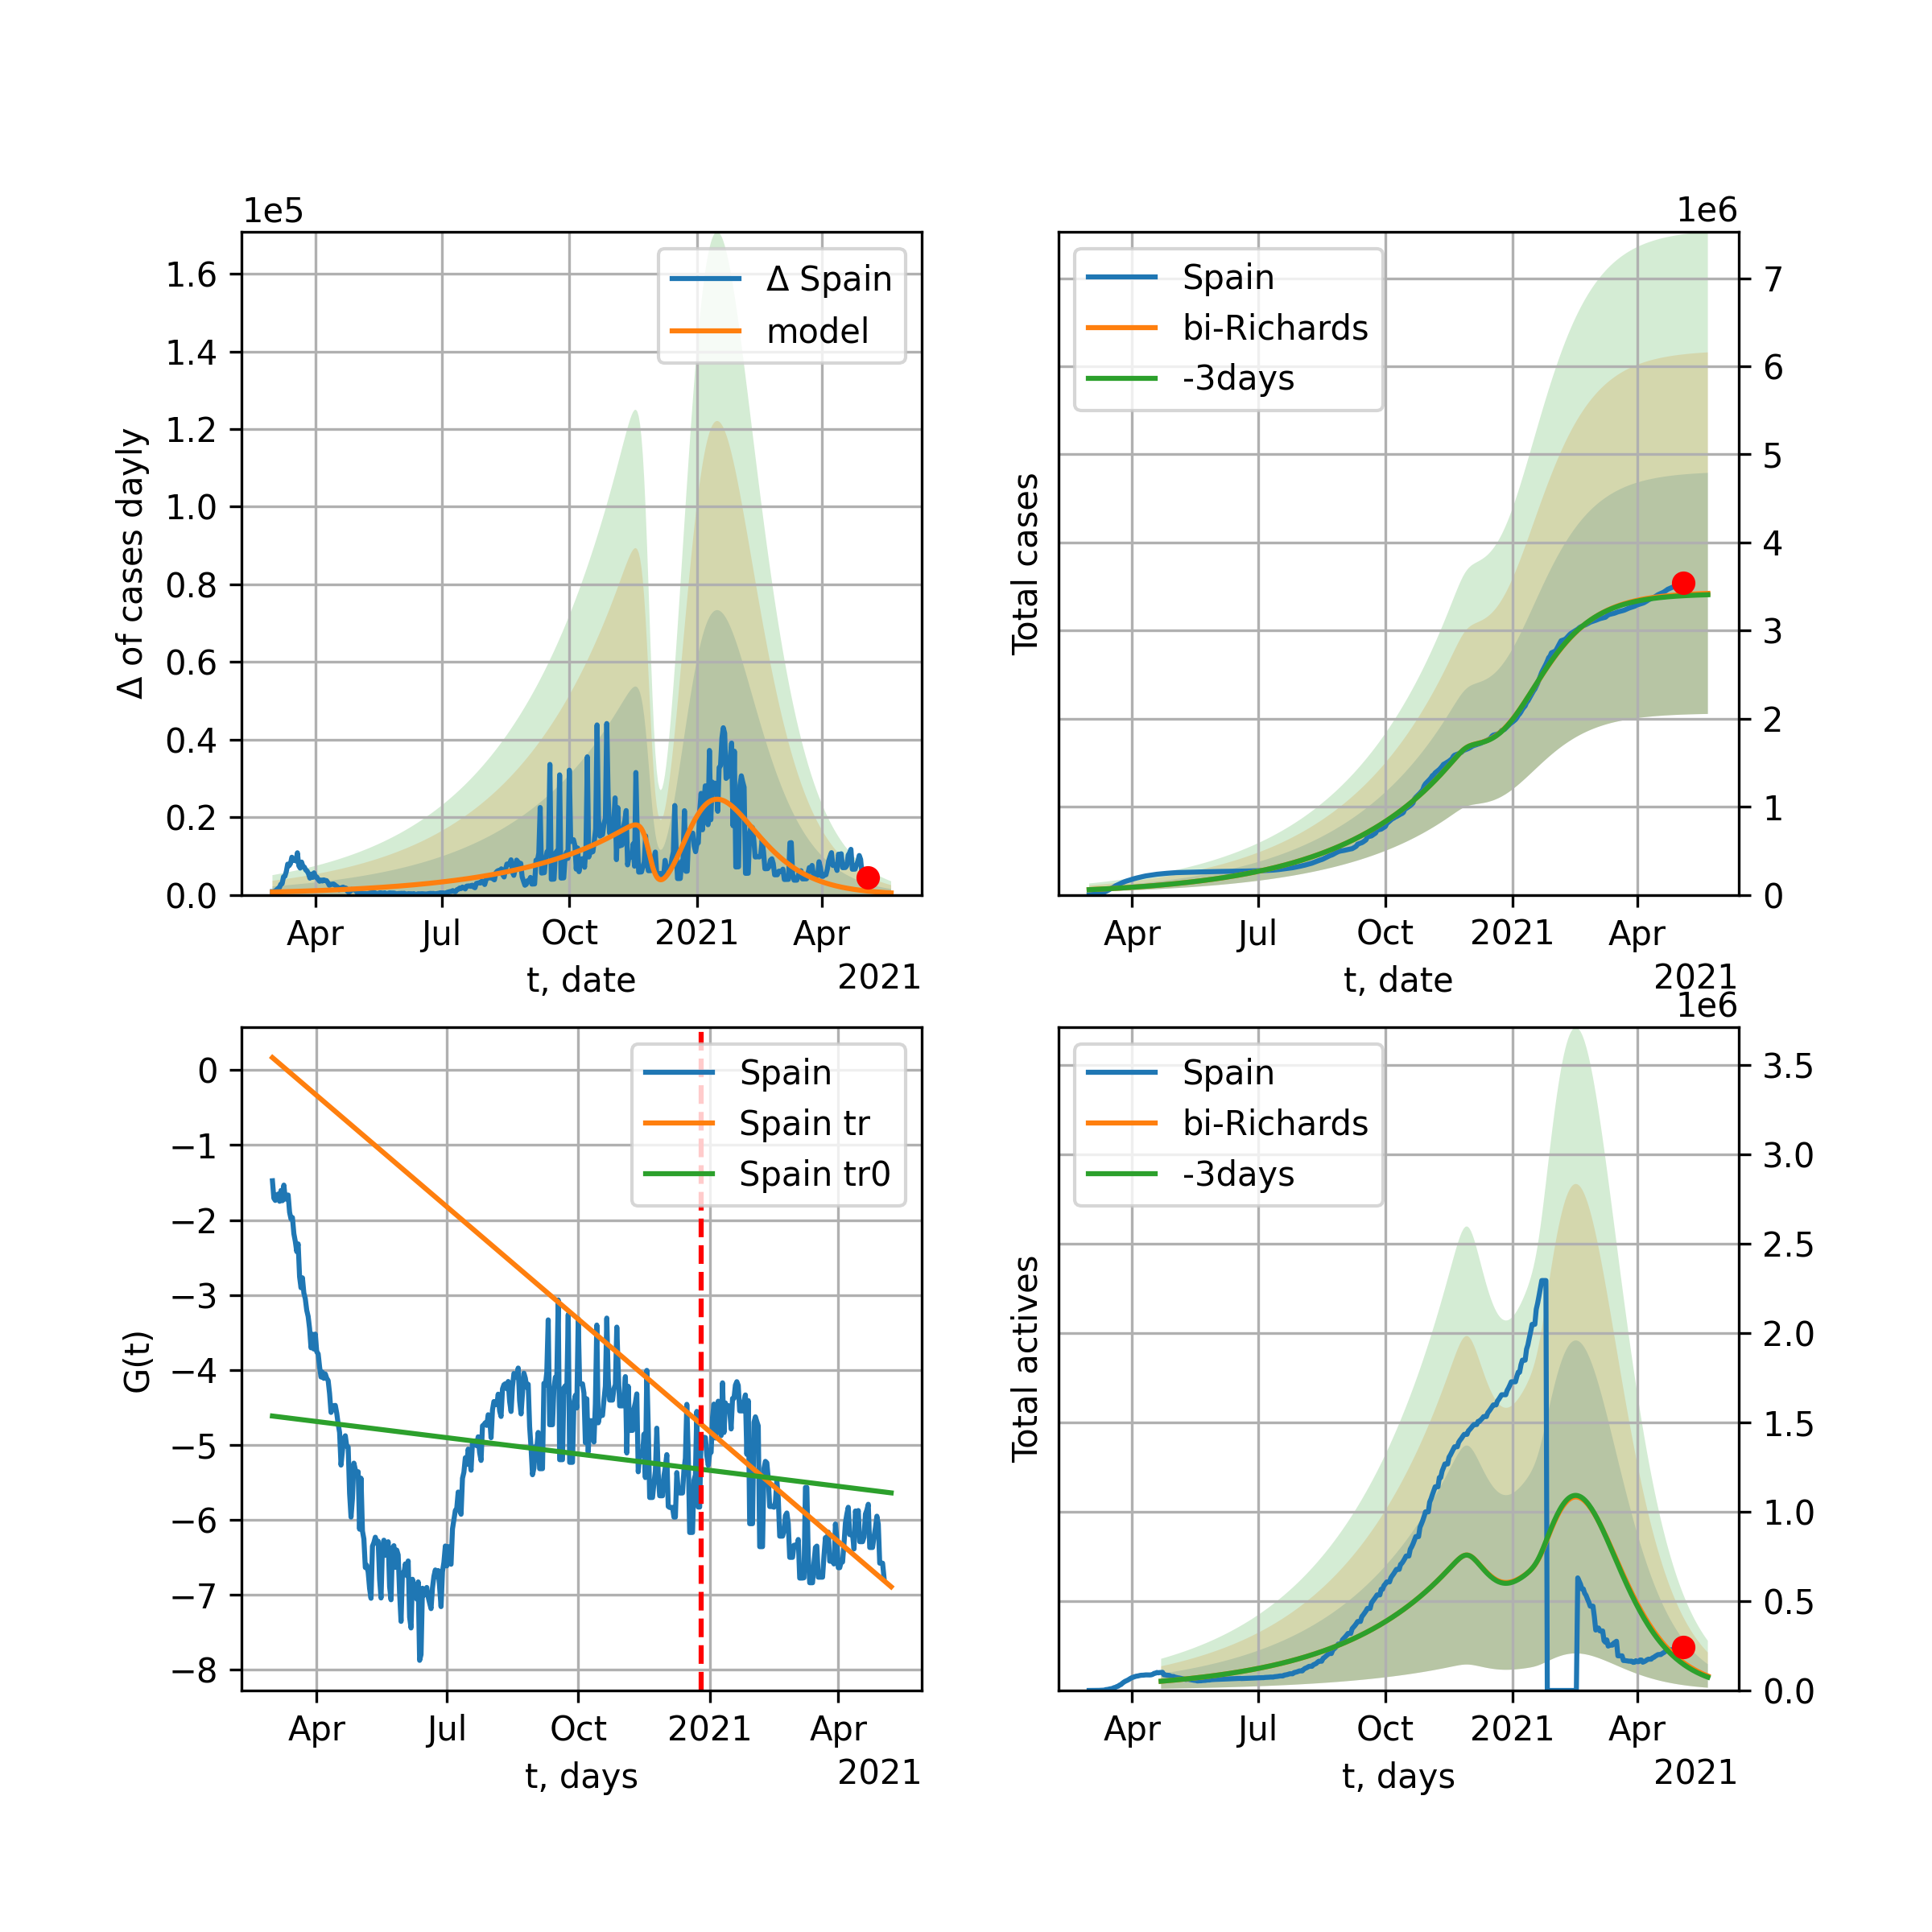 1e5
1.6
1.4
1.2
1.0
0.8
0.6
0.4
0.2
0.0
Δ of cases dayly
Δ Spain
model
Apr Jul Oct 2021 Apr
t, date
2021
1e6
7
6
5
4
3
2
1
0
Total cases
Spain
bi-Richards
-3days
Apr Jul Oct 2021 Apr
t, date
2021
0
−1
−2
−3
−4
−5
−6
−7
−8
G(t)
Spain
Spain tr
Spain tr0
Apr Jul Oct 2021 Apr
t, days
2021
1e6
3.5
3.0
2.5
2.0
1.5
1.0
0.5
0.0
Total actives
Spain
bi-Richards
-3days
Apr Jul Oct 2021 Apr
t, days
2021